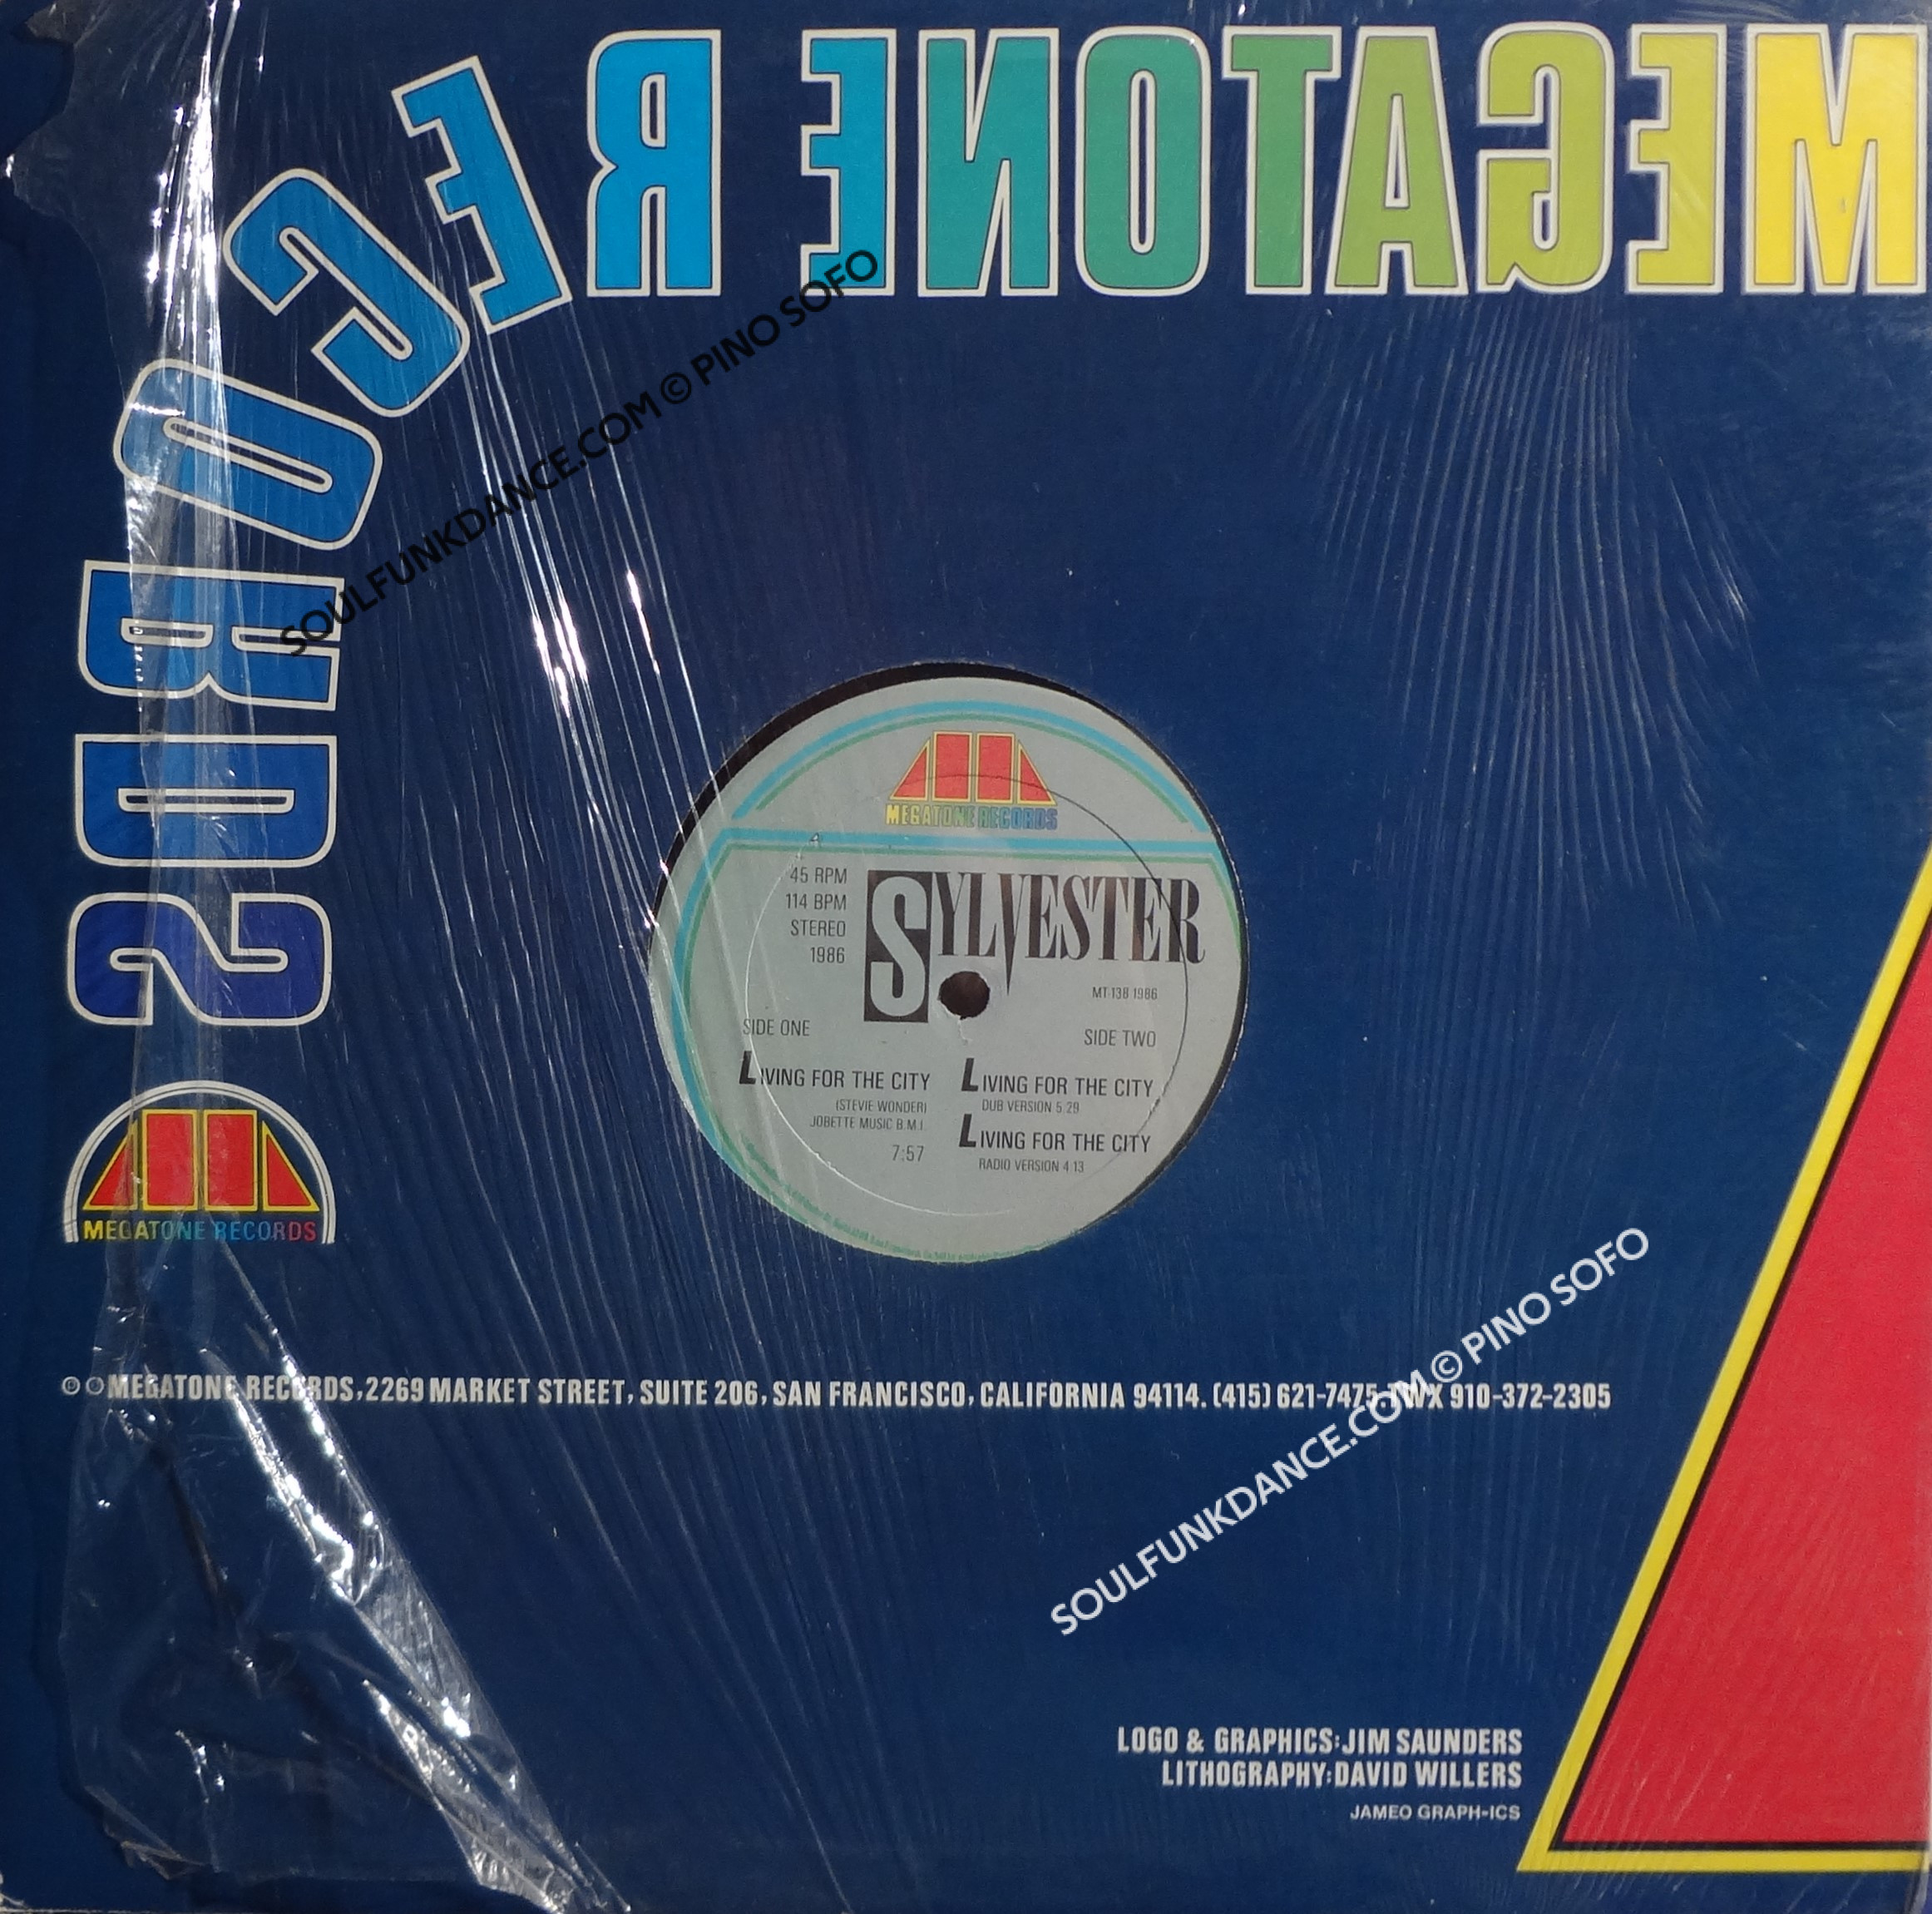 MEGATONE RECORDS
MEGATONE RECORDS
45 RPM
114 BPM
STEREO
1986
SYLVESTER
MT-138 1986
SIDE ONE
LIVING FOR THE CITY
(STEVIE WONDER)
JOBETTE MUSIC B.M.I.
7:57
SIDE TWO
LIVING FOR THE CITY
DUB VERSION 5:29
LIVING FOR THE CITY
RADIO VERSION 4:13
MEGATONE RECORDS
℗ © MEGATONE RECORDS, 2269 MARKET STREET, SUITE 206, SAN FRANCISCO, CALIFORNIA 94114. (415) 621-7475. TWX 910-372-2305
LOGO & GRAPHICS: JIM SAUNDERS
LITHOGRAPHY: DAVID WILLERS
JAMEO GRAPH-ICS
SOULFUNKDANCE.COM © PINO SOFO
SOULFUNKDANCE.COM © PINO SOFO